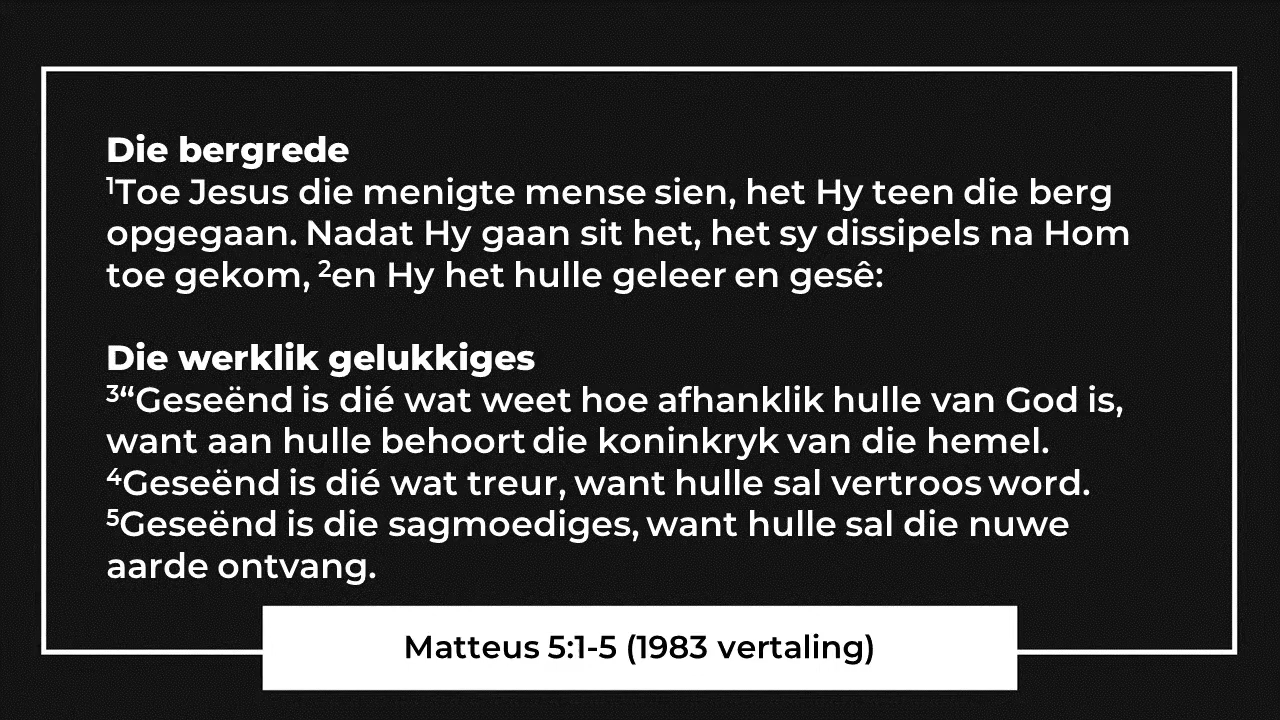 Die bergrede
¹Toe Jesus die menigte mense sien, het Hy teen die berg
opgegaan. Nadat Hy gaan sit het, het sy dissipels na Hom
toe gekom, ²en Hy het hulle geleer en gesê:
Die werklik gelukkiges
³“Geseënd is dié wat weet hoe afhanklik hulle van God is,
want aan hulle behoort die koninkryk van die hemel.
⁴Geseënd is dié wat treur, want hulle sal vertroos word.
⁵Geseënd is die sagmoediges, want hulle sal die nuwe
aarde ontvang.
Matteus 5:1-5 (1983 vertaling)